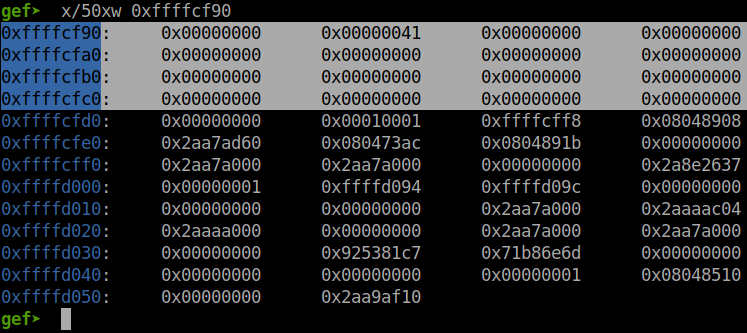 gef➤  x/50xw 0xffffcf90
0xffffcf90:	0x00000000	0x00000041	0x00000000	0x00000000
0xffffcfa0:	0x00000000	0x00000000	0x00000000	0x00000000
0xffffcfb0:	0x00000000	0x00000000	0x00000000	0x00000000
0xffffcfc0:	0x00000000	0x00000000	0x00000000	0x00000000
0xffffcfd0:	0x00000000	0x00010001	0xffffcff8	0x08048908
0xffffcfe0:	0x2aa7ad60	0x080473ac	0x0804891b	0x00000000
0xffffcff0:	0x2aa7a000	0x2aa7a000	0x00000000	0x2a8e2637
0xffffd000:	0x00000001	0xffffd094	0xffffd09c	0x00000000
0xffffd010:	0x00000000	0x00000000	0x2aa7a000	0x2aaaac04
0xffffd020:	0x2aaaa000	0x00000000	0x2aa7a000	0x2aa7a000
0xffffd030:	0x00000000	0x925381c7	0x71b86e6d	0x00000000
0xffffd040:	0x00000000	0x00000000	0x00000001	0x08048510
0xffffd050:	0x00000000	0x2aa9af10
gef➤